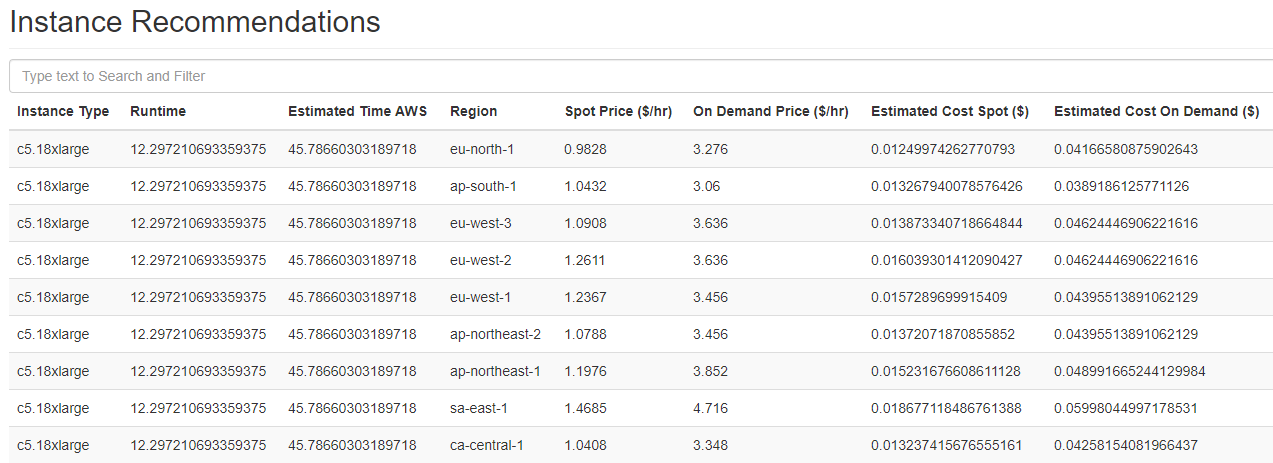 Instance Recommendations
Type text to Search and Filter
Instance Type Runtime Estimated Time AWS Region Spot Price ($/hr) On Demand Price ($/hr) Estimated Cost Spot ($) Estimated Cost On Demand ($)
c5.18xlarge 12.297210693359375 45.78660303189718 eu-north-1 0.9828 3.276 0.01249974262770793 0.04166580875902643
c5.18xlarge 12.297210693359375 45.78660303189718 ap-south-1 1.0432 3.06 0.013267940078576426 0.0389186125771126
c5.18xlarge 12.297210693359375 45.78660303189718 eu-west-3 1.0908 3.636 0.013873340718664844 0.04624446906221616
c5.18xlarge 12.297210693359375 45.78660303189718 eu-west-2 1.2611 3.636 0.016039301412090427 0.04624446906221616
c5.18xlarge 12.297210693359375 45.78660303189718 eu-west-1 1.2367 3.456 0.0157289699915409 0.04395513891062129
c5.18xlarge 12.297210693359375 45.78660303189718 ap-northeast-2 1.0788 3.456 0.01372071870855852 0.04395513891062129
c5.18xlarge 12.297210693359375 45.78660303189718 ap-northeast-1 1.1976 3.852 0.015231676608611128 0.048991665244129984
c5.18xlarge 12.297210693359375 45.78660303189718 sa-east-1 1.4685 4.716 0.018677118486761388 0.05998044997178531
c5.18xlarge 12.297210693359375 45.78660303189718 ca-central-1 1.0408 3.348 0.013237415676555161 0.04258154081966437